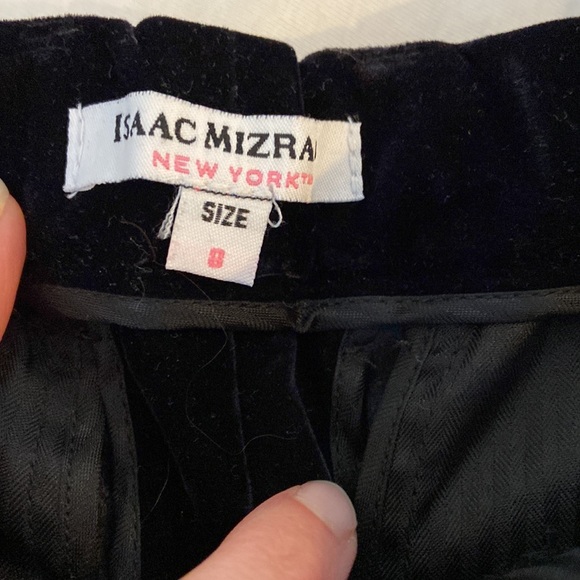 ISAAC MIZRA
NEW YORK™
SIZE
8